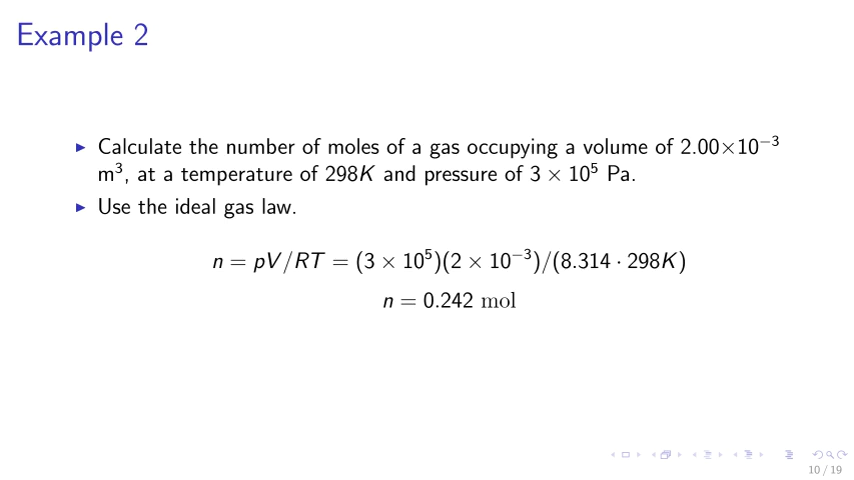 Example 2
▶ Calculate the number of moles of a gas occupying a volume of 2.00×10⁻³
m³, at a temperature of 298K and pressure of 3 × 10⁵ Pa.
▶ Use the ideal gas law.
n = pV/RT = (3 × 10⁵)(2 × 10⁻³)/(8.314 · 298K)
n = 0.242 mol
10 / 19